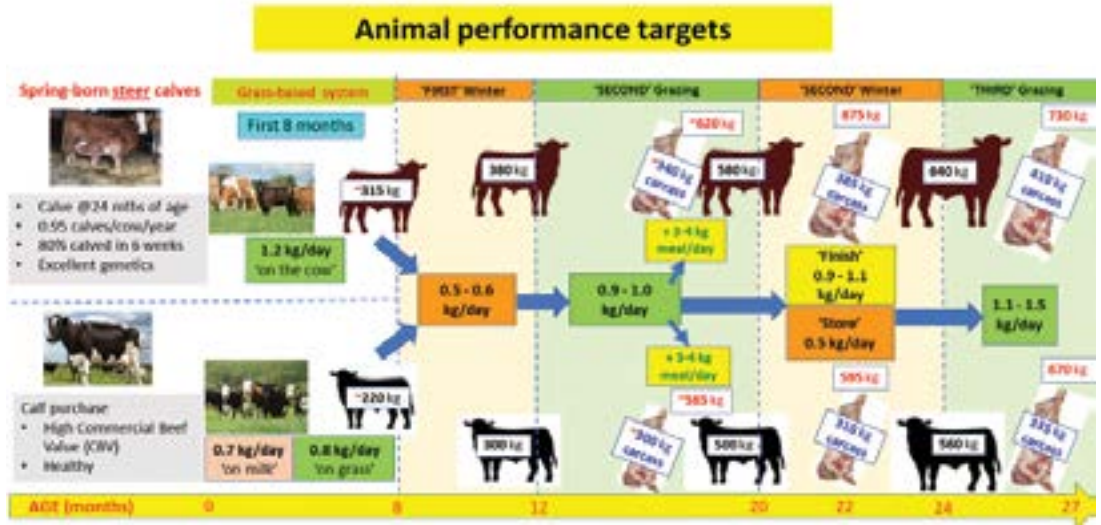 Animal performance targets
Spring-born steer calves
Grass-based system
'FIRST' Winter
'SECOND' Grazing
'SECOND' Winter
'THIRD' Grazing
First 8 months
~620 kg
675 kg
730 kg
~315 kg
380 kg
~340 kg
carcass
580 kg
385 kg
carcass
640 kg
410 kg
carcass
• Calve @24 mths of age
• 0.95 calves/cow/year
• 80% calved in 6 weeks
• Excellent genetics
1.2 kg/day
'on the cow'
+ 3-4 kg
meal/day
0.5 - 0.6
kg/day
0.9 - 1.0
kg/day
'Finish'
0.9 - 1.1
kg/day
'Store'
0.5 kg/day
1.1 - 1.5
kg/day
+ 3-4 kg
meal/day
~565 kg
595 kg
670 kg
Calf purchase
• High Commercial Beef
Value (CBV)
• Healthy
~220 kg
0.7 kg/day
'on milk'
0.8 kg/day
'on grass'
300 kg
~300 kg
carcass
500 kg
carcass
560 kg
carcass
AGE (months) 0 8 12 20 22 24 27